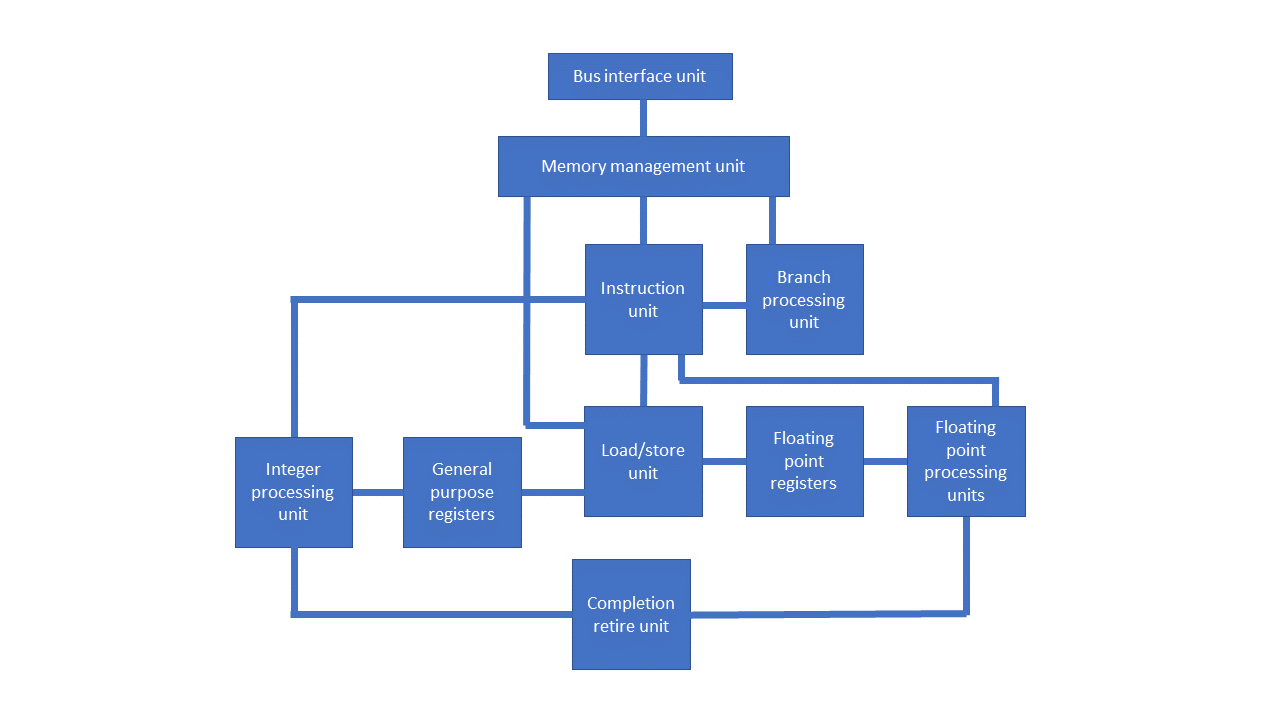 Bus interface unit
Memory management unit
Instruction
unit
Branch
processing
unit
Integer
processing
unit
General
purpose
registers
Load/store
unit
Floating
point
registers
Floating
point
processing
units
Completion
retire unit